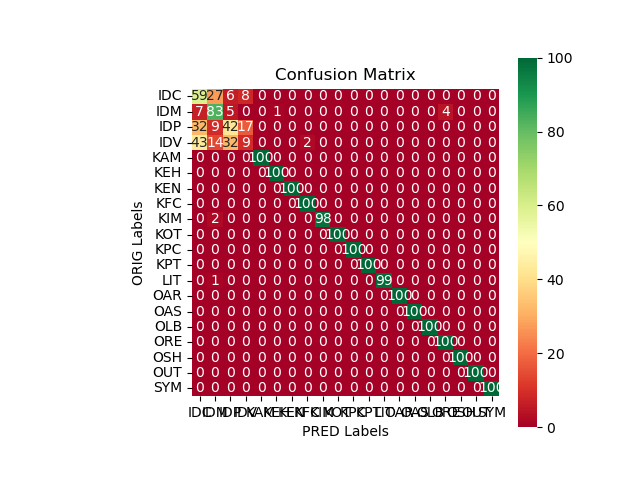 Confusion Matrix
IDC 59 27 6 8 0 0 0 0 0 0 0 0 0 0 0 0 0 0 0 0
IDM 7 83 5 0 0 1 0 0 0 0 0 0 0 0 0 0 4 0 0 0
IDP 32 9 42 17 0 0 0 0 0 0 0 0 0 0 0 0 0 0 0 0
IDV 43 14 32 9 0 0 0 2 0 0 0 0 0 0 0 0 0 0 0 0
KAM 0 0 0 0 100 0 0 0 0 0 0 0 0 0 0 0 0 0 0 0
KEH 0 0 0 0 0 100 0 0 0 0 0 0 0 0 0 0 0 0 0 0
KEN 0 0 0 0 0 0 100 0 0 0 0 0 0 0 0 0 0 0 0 0
KFC 0 0 0 0 0 0 0 100 0 0 0 0 0 0 0 0 0 0 0 0
KIM 0 2 0 0 0 0 0 0 98 0 0 0 0 0 0 0 0 0 0 0
KOT 0 0 0 0 0 0 0 0 0 100 0 0 0 0 0 0 0 0 0 0
KPC 0 0 0 0 0 0 0 0 0 0 100 0 0 0 0 0 0 0 0 0
KPT 0 0 0 0 0 0 0 0 0 0 0 100 0 0 0 0 0 0 0 0
LIT 0 1 0 0 0 0 0 0 0 0 0 0 99 0 0 0 0 0 0 0
OAR 0 0 0 0 0 0 0 0 0 0 0 0 0 100 0 0 0 0 0 0
OAS 0 0 0 0 0 0 0 0 0 0 0 0 0 0 100 0 0 0 0 0
OLB 0 0 0 0 0 0 0 0 0 0 0 0 0 0 0 100 0 0 0 0
ORE 0 0 0 0 0 0 0 0 0 0 0 0 0 0 0 0 100 0 0 0
OSH 0 0 0 0 0 0 0 0 0 0 0 0 0 0 0 0 0 100 0 0
OUT 0 0 0 0 0 0 0 0 0 0 0 0 0 0 0 0 0 0 100 0
SYM 0 0 0 0 0 0 0 0 0 0 0 0 0 0 0 0 0 0 0 100
IDC IDM IDP IDV KAM KEH KEN KFC KIM KOT KPC KPT LIT OAR OAS OLB ORE OSH OUT SYM
PRED Labels
ORIG Labels
100
80
60
40
20
0